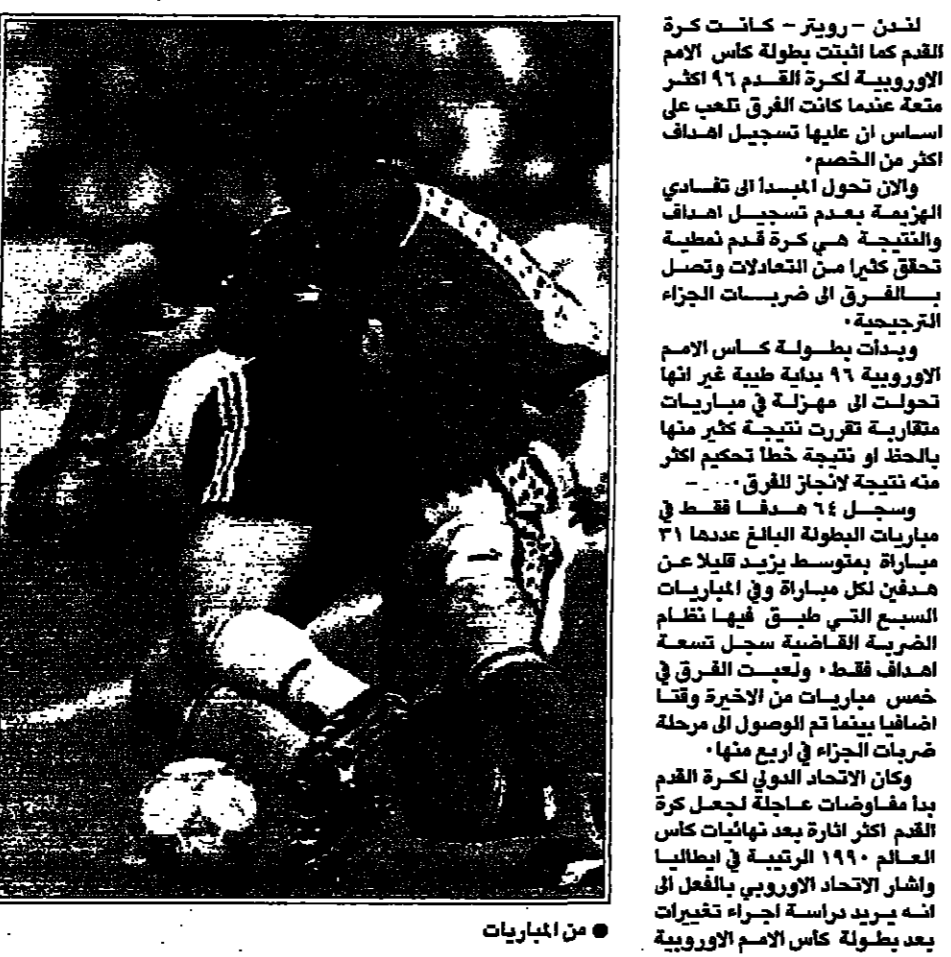 لندن - رويتر - كانت كرة
القدم كما اثبتت بطولة كاس الامم
الاوروبية لكرة القدم ٩٦ اكثر
متعة عندما كانت الفرق تلعب على
اساس ان عليها تسجيل اهداف
اكثر من الخصم٠
والان تحول المبدأ الى تفادي
الهزيمة بعدم تسجيل اهداف
والنتيجة هي كرة قدم نمطية
تحقق كثيرا من التعادلات وتصل
بالفرق الى ضربات الجزاء
الترجيحية٠
وبدأت بطولة كاس الامم
الاوروبية ٩٦ بداية طيبة غير انها
تحولت الى مهزلة في مباريات
متقاربة تقررت نتيجة كثير منها
بالحظ او نتيجة خطأ تحكيم اكثر
منه نتيجة لانجاز للفرق٠
وسجل ٦٤ هدفا فقط في
مباريات البطولة البالغ عددها ٣١
مباراة بمتوسط يزيد قليلا عن
هدفين لكل مباراة وفي المباريات
السبع التي طبق فيها نظام
الضربة القاضية سجل تسعة
اهداف فقط٠ ولعبت الفرق في
خمس مباريات من الاخيرة وقتا
اضافيا بينما تم الوصول الى مرحلة
ضربات الجزاء في اربع منها٠
وكان الاتحاد الدولي لكرة القدم
بدأ مفاوضات عاجلة لجعل كرة
القدم اكثر اثارة بعد نهائيات كاس
العالم ١٩٩٠ الرتيبة في ايطاليا
واشار الاتحاد الاوروبي بالفعل الى
انه يريد دراسة اجراء تغييرات
بعد بطولة كاس الامم الاوروبية
● من المباريات